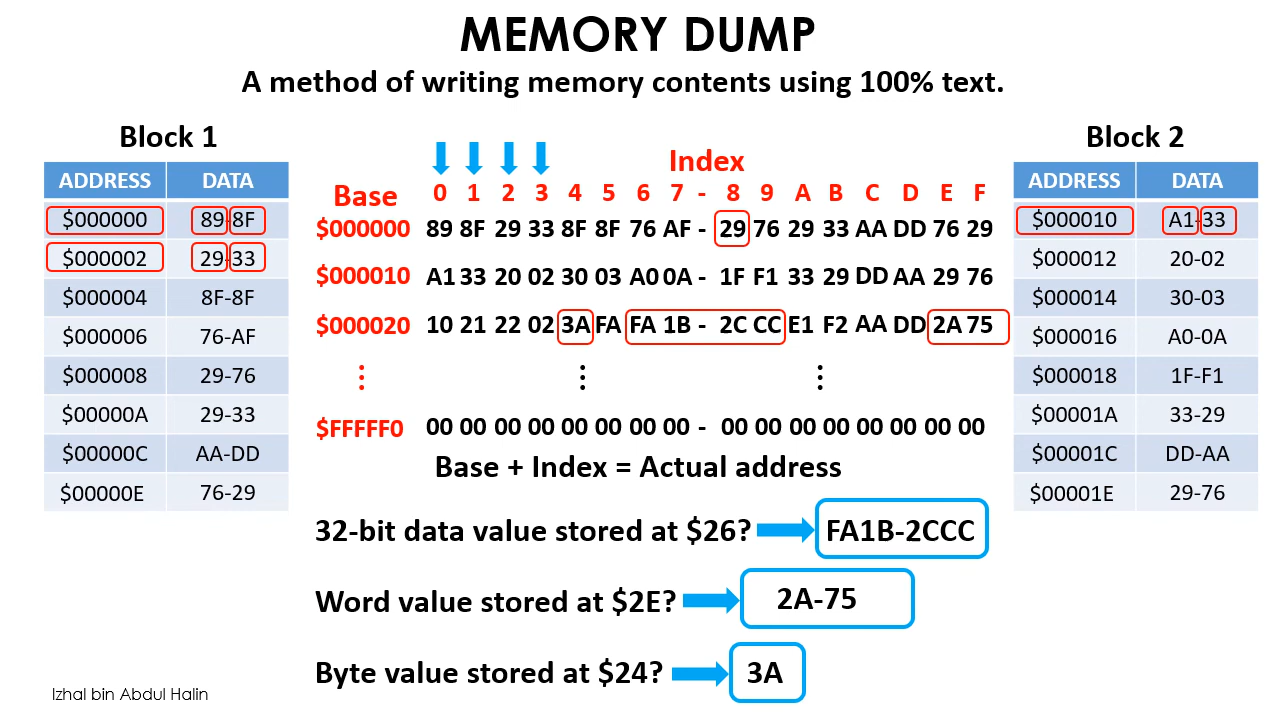 MEMORY DUMP
A method of writing memory contents using 100% text.
Block 1
ADDRESS DATA
$000000 89-8F
$000002 29-33
$000004 8F-8F
$000006 76-AF
$000008 29-76
$00000A 29-33
$00000C AA-DD
$00000E 76-29
Index
Base 0 1 2 3 4 5 6 7 - 8 9 A B C D E F
$000000 89 8F 29 33 8F 8F 76 AF - 29 76 29 33 AA DD 76 29
$000010 A1 33 20 02 30 03 A0 0A - 1F F1 33 29 DD AA 29 76
$000020 10 21 22 02 3A FA FA 1B - 2C CC E1 F2 AA DD 2A 75
$FFFFF0 00 00 00 00 00 00 00 00 - 00 00 00 00 00 00 00 00
Base + Index = Actual address
32-bit data value stored at $26? FA1B-2CCC
Word value stored at $2E? 2A-75
Byte value stored at $24? 3A
Block 2
ADDRESS DATA
$000010 A1-33
$000012 20-02
$000014 30-03
$000016 A0-0A
$000018 1F-F1
$00001A 33-29
$00001C DD-AA
$00001E 29-76
Izhal bin Abdul Halin